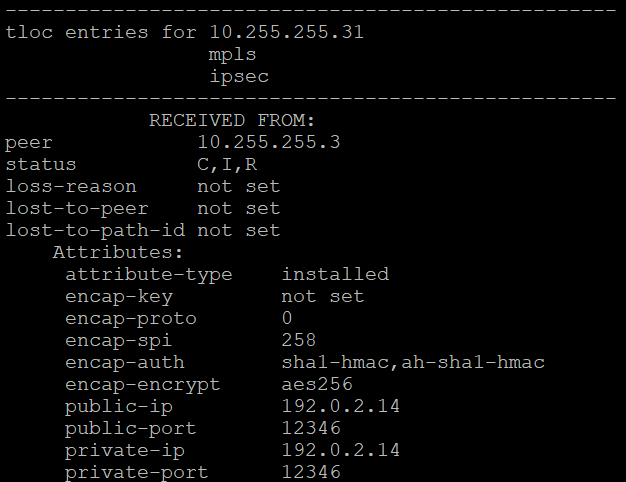 ---------------------------------------------------
tloc entries for 10.255.255.31
                 mpls
                 ipsec
---------------------------------------------------
            RECEIVED FROM:
peer            10.255.255.3
status          C,I,R
loss-reason     not set
lost-to-peer    not set
lost-to-path-id not set
    Attributes:
     attribute-type    installed
     encap-key         not set
     encap-proto       0
     encap-spi         258
     encap-auth        sha1-hmac,ah-sha1-hmac
     encap-encrypt     aes256
     public-ip         192.0.2.14
     public-port       12346
     private-ip        192.0.2.14
     private-port      12346